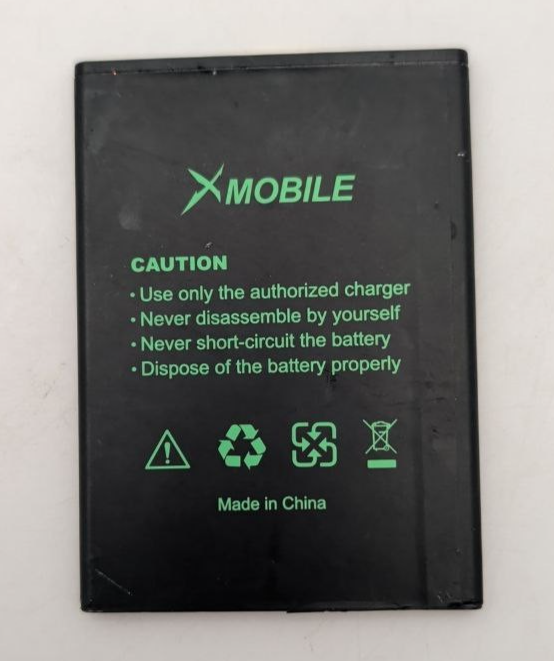 XMOBILE
CAUTION
• Use only the authorized charger
• Never disassemble by yourself
• Never short-circuit the battery
• Dispose of the battery properly
Made in China